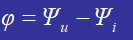 φ = Ψu − Ψi